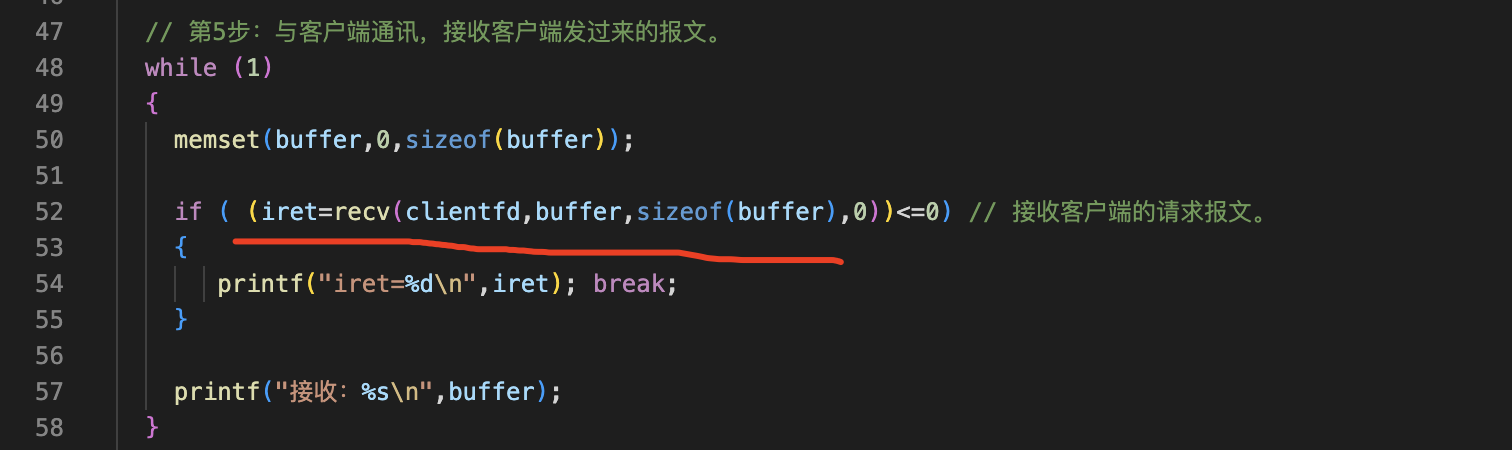 47 // 第5步：与客户端通讯，接收客户端发过来的报文。
48 while (1)
49 {
50 memset(buffer,0,sizeof(buffer));
51
52 if ( (iret=recv(clientfd,buffer,sizeof(buffer),0))<=0) // 接收客户端的请求报文。
53 {
54 printf("iret=%d\n",iret); break;
55 }
56
57 printf("接收：%s\n",buffer);
58 }